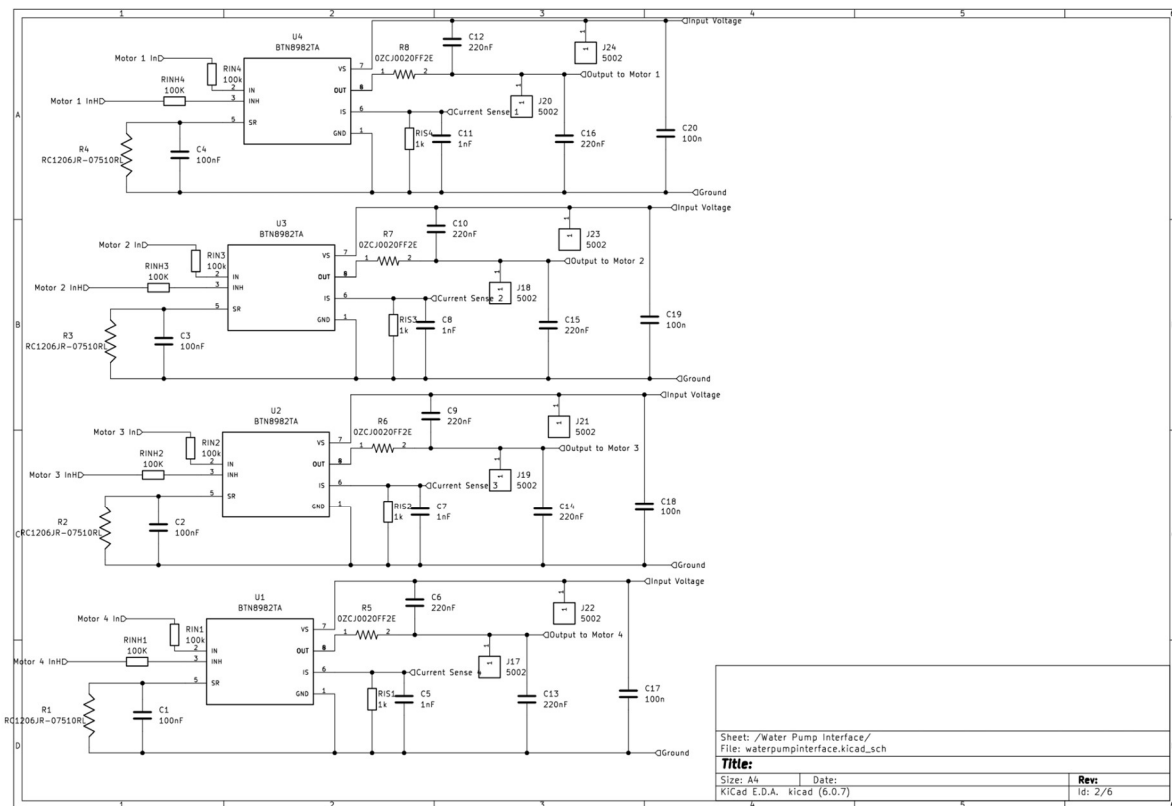 1 2 3 4 5 6
A
B
C
D
Input Voltage
U4
BTN8982TA
C12
220nF
J24
5002
1
R8
0ZCJ0020FF2E
1 2
Motor 1 In
RIN4
100k
RINH4
100K
Motor 1 InH
2 IN
3 INH
5 SR
VS 7
OUT 8
IS 6
GND 1
Output to Motor 1
J20
5002
1
Current Sense 1
R4
RC1206JR-07510RL
C4
100nF
RIS4
1k
C11
1nF
C16
220nF
C20
100n
Ground
Input Voltage
U3
BTN8982TA
C10
220nF
J23
5002
1
R7
0ZCJ0020FF2E
1 2
Motor 2 In
RIN3
100k
RINH3
100K
Motor 2 InH
2 IN
3 INH
5 SR
VS 7
OUT 8
IS 6
GND 1
Output to Motor 2
J18
5002
1
Current Sense 2
R3
RC1206JR-07510RL
C3
100nF
RIS3
1k
C8
1nF
C15
220nF
C19
100n
Ground
Input Voltage
U2
BTN8982TA
C9
220nF
J21
5002
1
R6
0ZCJ0020FF2E
1 2
Motor 3 In
RIN2
100k
RINH2
100K
Motor 3 InH
2 IN
3 INH
5 SR
VS 7
OUT 8
IS 6
GND 1
Output to Motor 3
J19
5002
1
Current Sense 3
R2
RC1206JR-07510RL
C2
100nF
RIS2
1k
C7
1nF
C14
220nF
C18
100n
Ground
Input Voltage
U1
BTN8982TA
C6
220nF
J22
5002
1
R5
0ZCJ0020FF2E
1 2
Motor 4 In
RIN1
100k
RINH1
100K
Motor 4 InH
2 IN
3 INH
5 SR
VS 7
OUT 8
IS 6
GND 1
Output to Motor 4
J17
5002
1
Current Sense 4
R1
RC1206JR-07510RL
C1
100nF
RIS1
1k
C5
1nF
C13
220nF
C17
100n
Ground
Sheet: /Water Pump Interface/
File: waterpumpinterface.kicad_sch
Title:
Size: A4 Date: Rev:
KiCad E.D.A. kicad (6.0.7) Id: 2/6
1 2 3 4 5